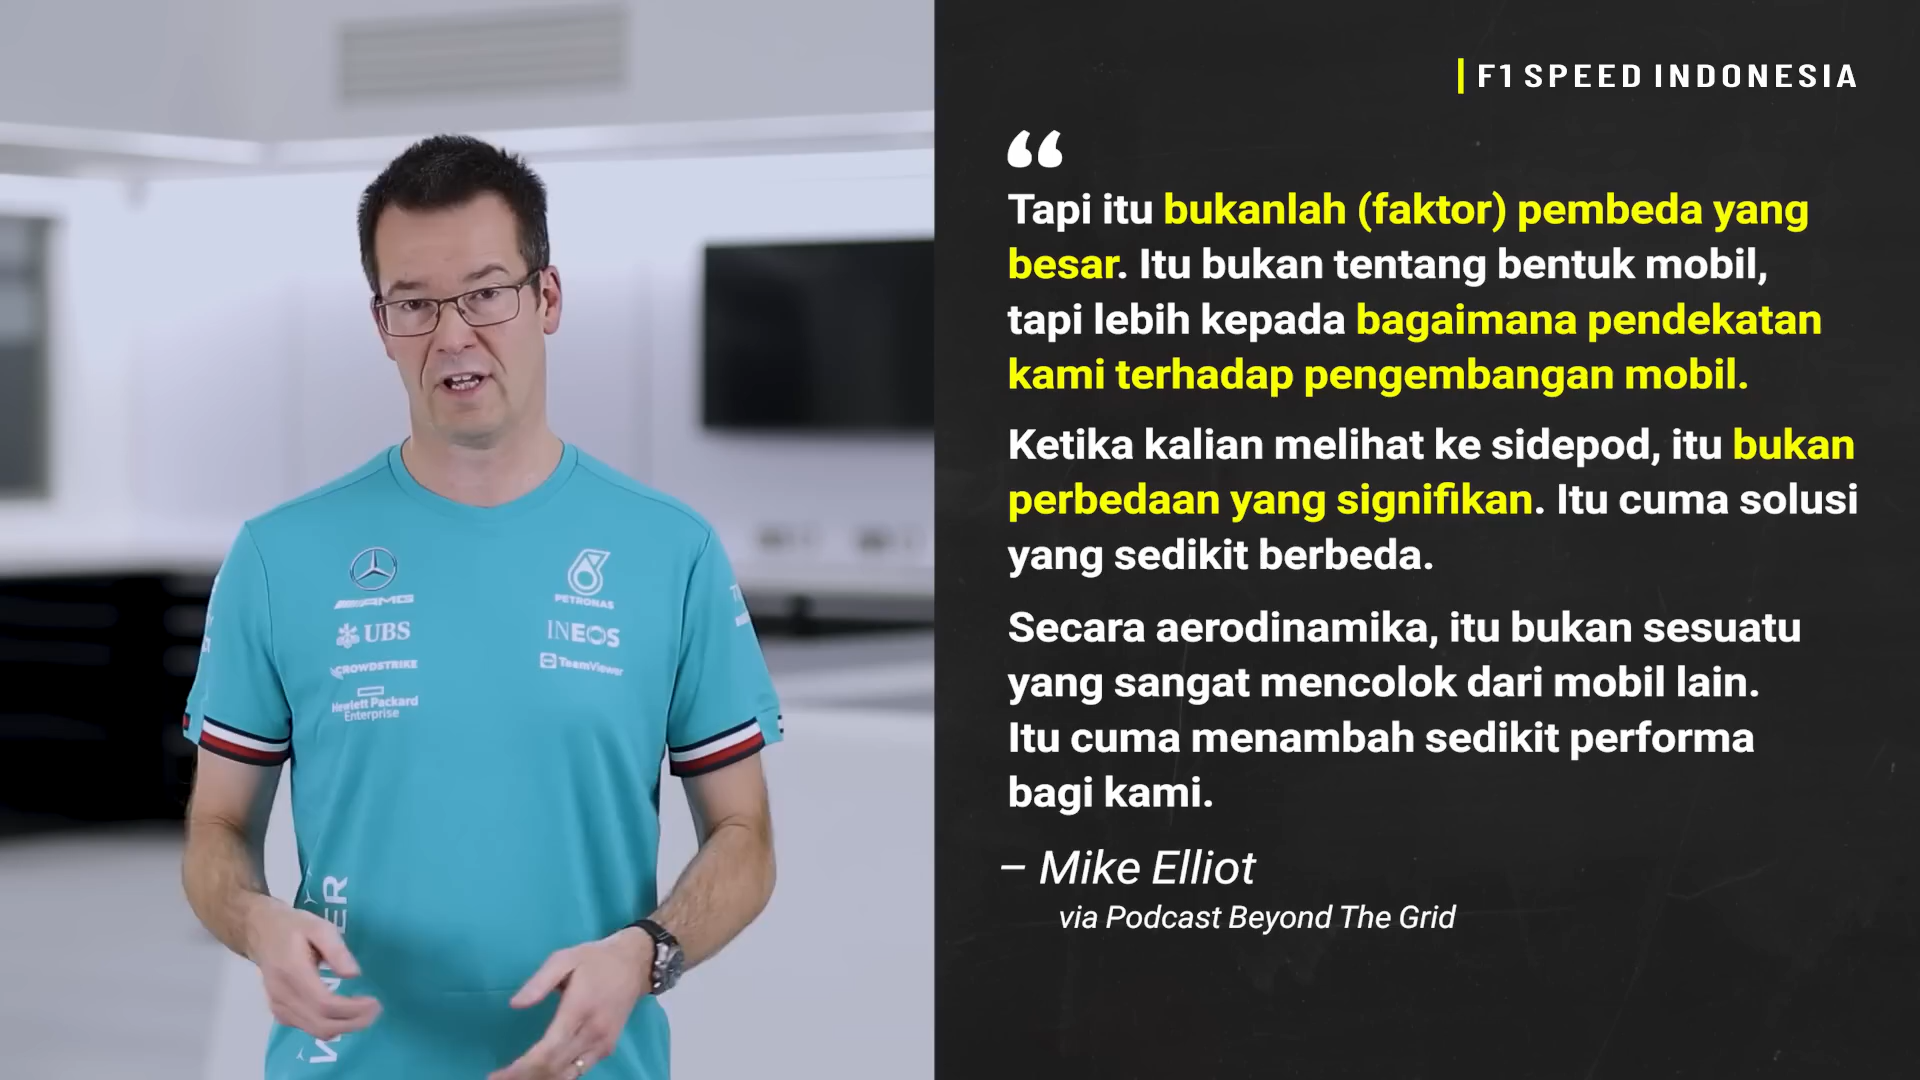 F1 SPEED INDONESIA
“
Tapi itu bukanlah (faktor) pembeda yang
besar. Itu bukan tentang bentuk mobil,
tapi lebih kepada bagaimana pendekatan
kami terhadap pengembangan mobil.
Ketika kalian melihat ke sidepod, itu bukan
perbedaan yang signifikan. Itu cuma solusi
yang sedikit berbeda.
Secara aerodinamika, itu bukan sesuatu
yang sangat mencolok dari mobil lain.
Itu cuma menambah sedikit performa
bagi kami.
– Mike Elliot
via Podcast Beyond The Grid
AMG
UBS
CROWDSTRIKE
Hewlett Packard
Enterprise
PETRONAS
INEOS
TeamViewer